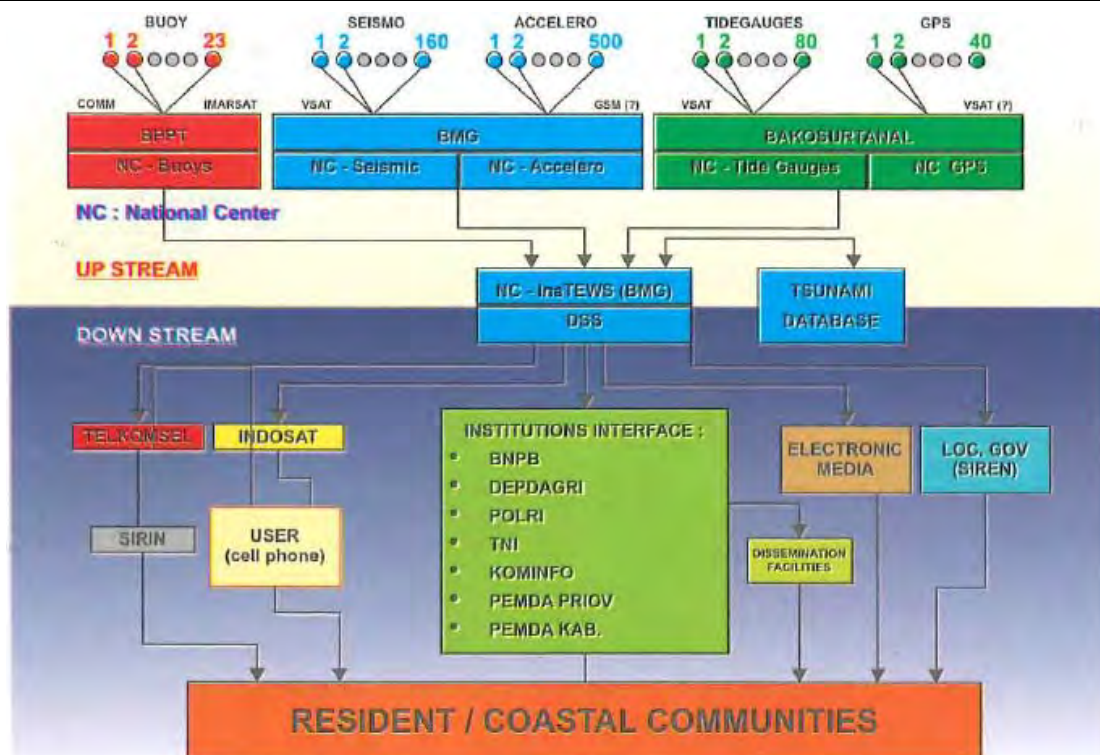 BUOY SEISMO ACCELERO TIDEGAUGES GPS
1 2 23 1 2 160 1 2 500 1 2 80 1 2 40
COMM IMARSAT VSAT GSM (?) VSAT VSAT (?)
BPPT BMG BAKOSURTANAL
NC - Buoys NC - Seismic NC - Accelero NC - Tide Gauges NC GPS
NC : National Center
UP STREAM
NC - InaTEWS (BMG)
DSS
TSUNAMI
DATABASE
DOWN STREAM
TELKOMSEL
INDOSAT
SIRIN
USER
(cell phone)
INSTITUTIONS INTERFACE :
• BNPB
• DEPDAGRI
• POLRI
• TNI
• KOMINFO
• PEMDA PRIOV
• PEMDA KAB.
ELECTRONIC
MEDIA
LOC, GOV
(SIREN)
DISSEMINATION
FACILITIES
RESIDENT / COASTAL COMMUNITIES